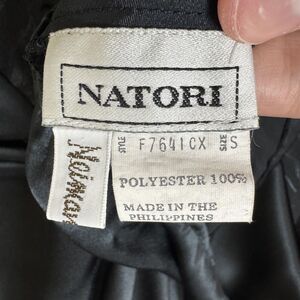 NATORI
STYLE F7641CX SIZE S
POLYESTER 100%
MADE IN THE
PHILIPPINES